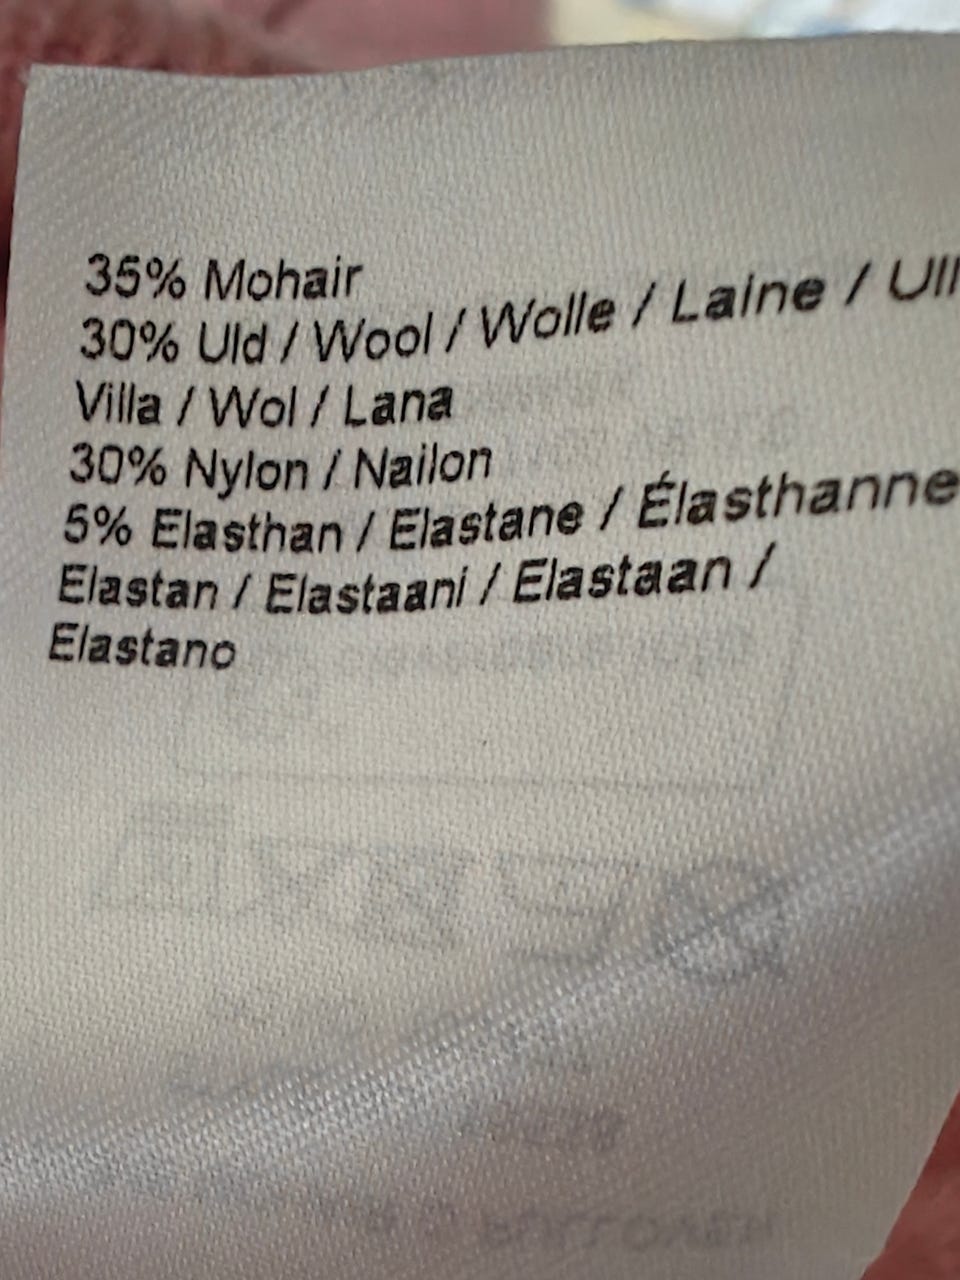 35% Mohair
30% Uld / Wool / Wolle / Laine / Ull
Villa / Wol / Lana
30% Nylon / Nailon
5% Elasthan / Elastane / Élasthanne
Elastan / Elastaani / Elastaan /
Elastano